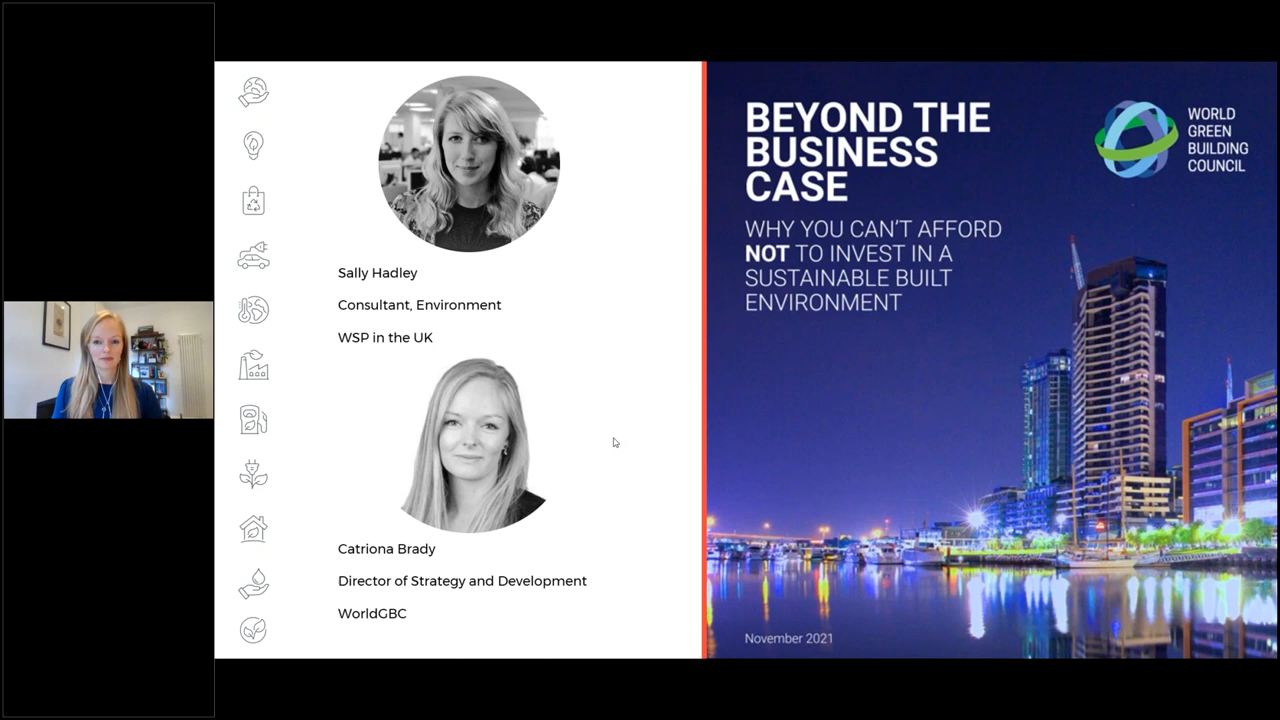 Sally Hadley
Consultant, Environment
WSP in the UK
Catriona Brady
Director of Strategy and Development
WorldGBC
BEYOND THE
BUSINESS
CASE
WHY YOU CAN'T AFFORD
NOT TO INVEST IN A
SUSTAINABLE BUILT
ENVIRONMENT
WORLD
GREEN
BUILDING
COUNCIL
November 2021